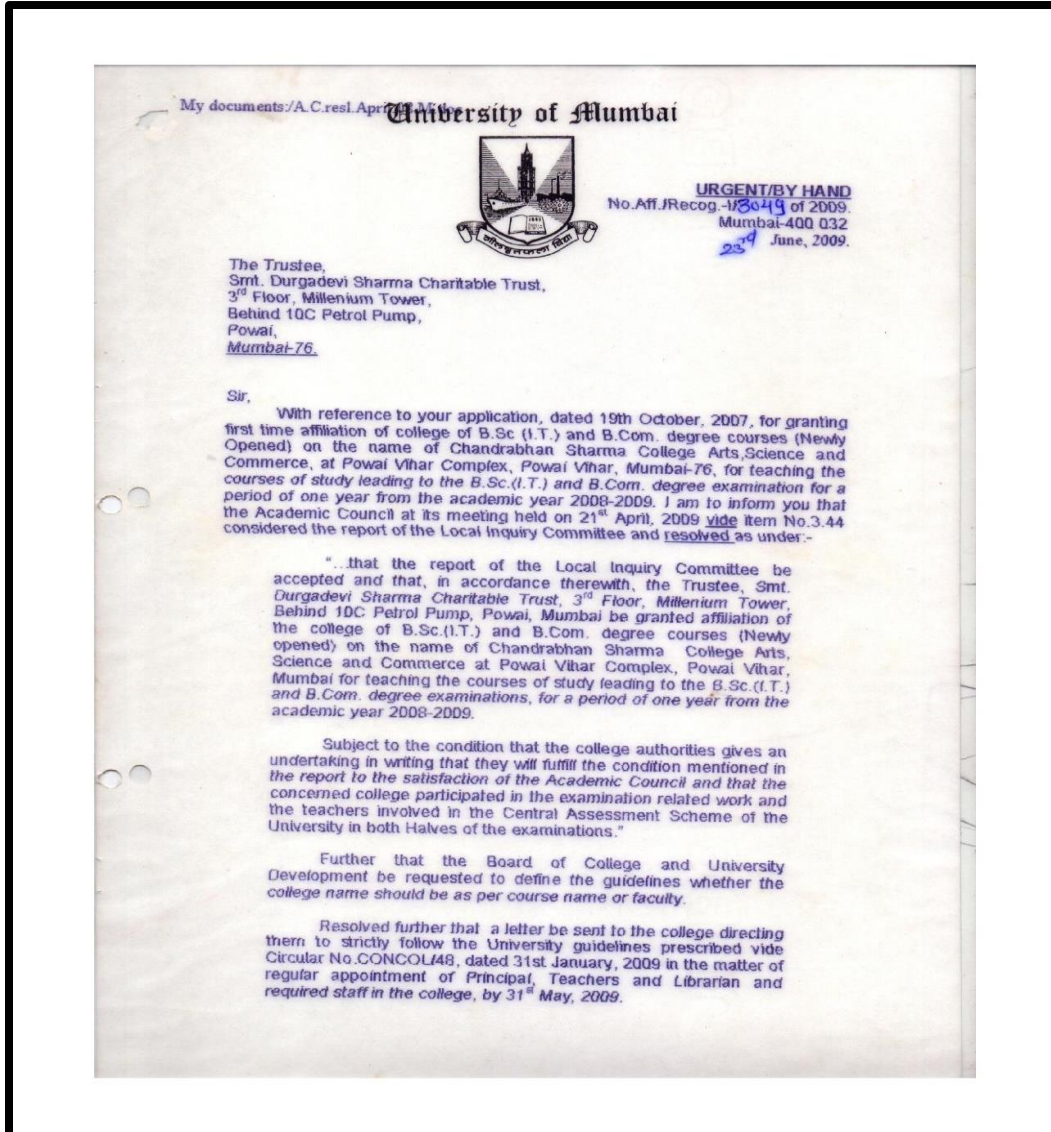 My documents:/A.C.resl.Apr
University of Mumbai
शीलवृतफला विद्या
URGENT/BY HAND
No.Aff./Recog.-I/3049 of 2009.
Mumbai-400 032
23rd June, 2009.
The Trustee,
Smt. Durgadevi Sharma Charitable Trust,
3rd Floor, Millenium Tower,
Behind 10C Petrol Pump,
Powai,
Mumbai-76.
Sir,
With reference to your application, dated 19th October, 2007, for granting
first time affiliation of college of B.Sc (I.T.) and B.Com. degree courses (Newly
Opened) on the name of Chandrabhan Sharma College Arts,Science and
Commerce, at Powai Vihar Complex, Powai Vihar, Mumbai-76, for teaching the
courses of study leading to the B.Sc.(I.T.) and B.Com. degree examination for a
period of one year from the academic year 2008-2009. I am to inform you that
the Academic Council at its meeting held on 21st April, 2009 vide item No.3.44
considered the report of the Local Inquiry Committee and resolved as under:-
"...that the report of the Local Inquiry Committee be
accepted and that, in accordance therewith, the Trustee, Smt.
Durgadevi Sharma Charitable Trust, 3rd Floor, Millenium Tower,
Behind 10C Petrol Pump, Powai, Mumbai be granted affiliation of
the college of B.Sc.(I.T.) and B.Com. degree courses (Newly
opened) on the name of Chandrabhan Sharma College Arts,
Science and Commerce at Powai Vihar Complex, Powai Vihar,
Mumbai for teaching the courses of study leading to the B.Sc.(I.T.)
and B.Com. degree examinations, for a period of one year from the
academic year 2008-2009.
Subject to the condition that the college authorities gives an
undertaking in writing that they will fulfill the condition mentioned in
the report to the satisfaction of the Academic Council and that the
concerned college participated in the examination related work and
the teachers involved in the Central Assessment Scheme of the
University in both Halves of the examinations."
Further that the Board of College and University
Development be requested to define the guidelines whether the
college name should be as per course name or faculty.
Resolved further that a letter be sent to the college directing
them to strictly follow the University guidelines prescribed vide
Circular No.CONCOL/48, dated 31st January, 2009 in the matter of
regular appointment of Principal, Teachers and Librarian and
required staff in the college, by 31st May, 2009.